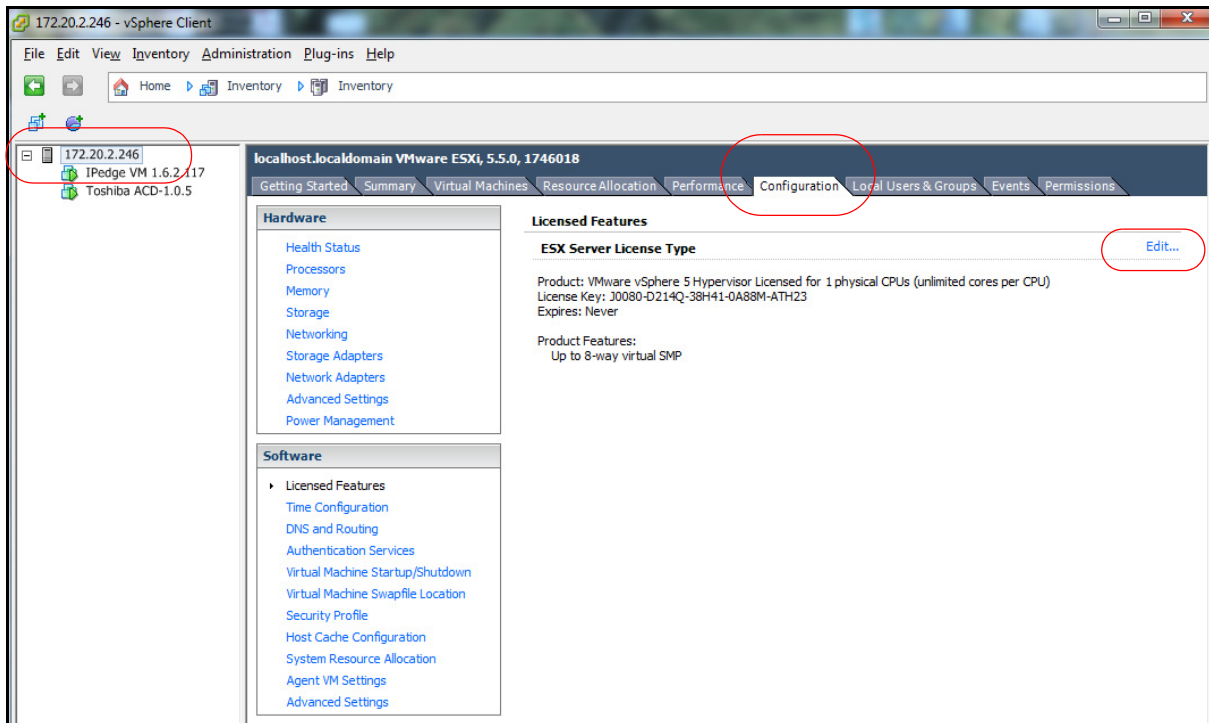 172.20.2.246 - vSphere Client
File Edit View Inventory Administration Plug-ins Help
Home Inventory Inventory
172.20.2.246
IPedge VM 1.6.2.117
Toshiba ACD-1.0.5
localhost.localdomain VMware ESXi, 5.5.0, 1746018
Getting Started Summary Virtual Machines Resource Allocation Performance Configuration Local Users & Groups Events Permissions
Hardware
Health Status
Processors
Memory
Storage
Networking
Storage Adapters
Network Adapters
Advanced Settings
Power Management
Software
Licensed Features
Time Configuration
DNS and Routing
Authentication Services
Virtual Machine Startup/Shutdown
Virtual Machine Swapfile Location
Security Profile
Host Cache Configuration
System Resource Allocation
Agent VM Settings
Advanced Settings
Licensed Features
ESX Server License Type Edit...
Product: VMware vSphere 5 Hypervisor Licensed for 1 physical CPUs (unlimited cores per CPU)
License Key: J0080-D214Q-38H41-0A88M-ATH23
Expires: Never
Product Features:
Up to 8-way virtual SMP